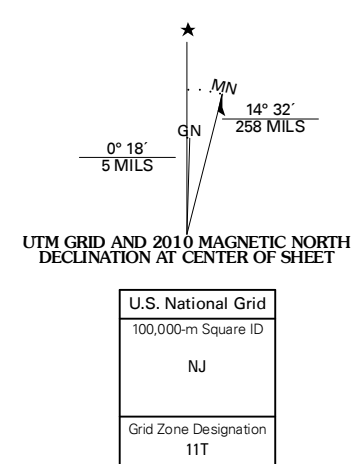 MN
14° 32´
GN
258 MILS
0° 18´
5 MILS
UTM GRID AND 2010 MAGNETIC NORTH
DECLINATION AT CENTER OF SHEET
U.S. National Grid
100,000-m Square ID
NJ
Grid Zone Designation
11T